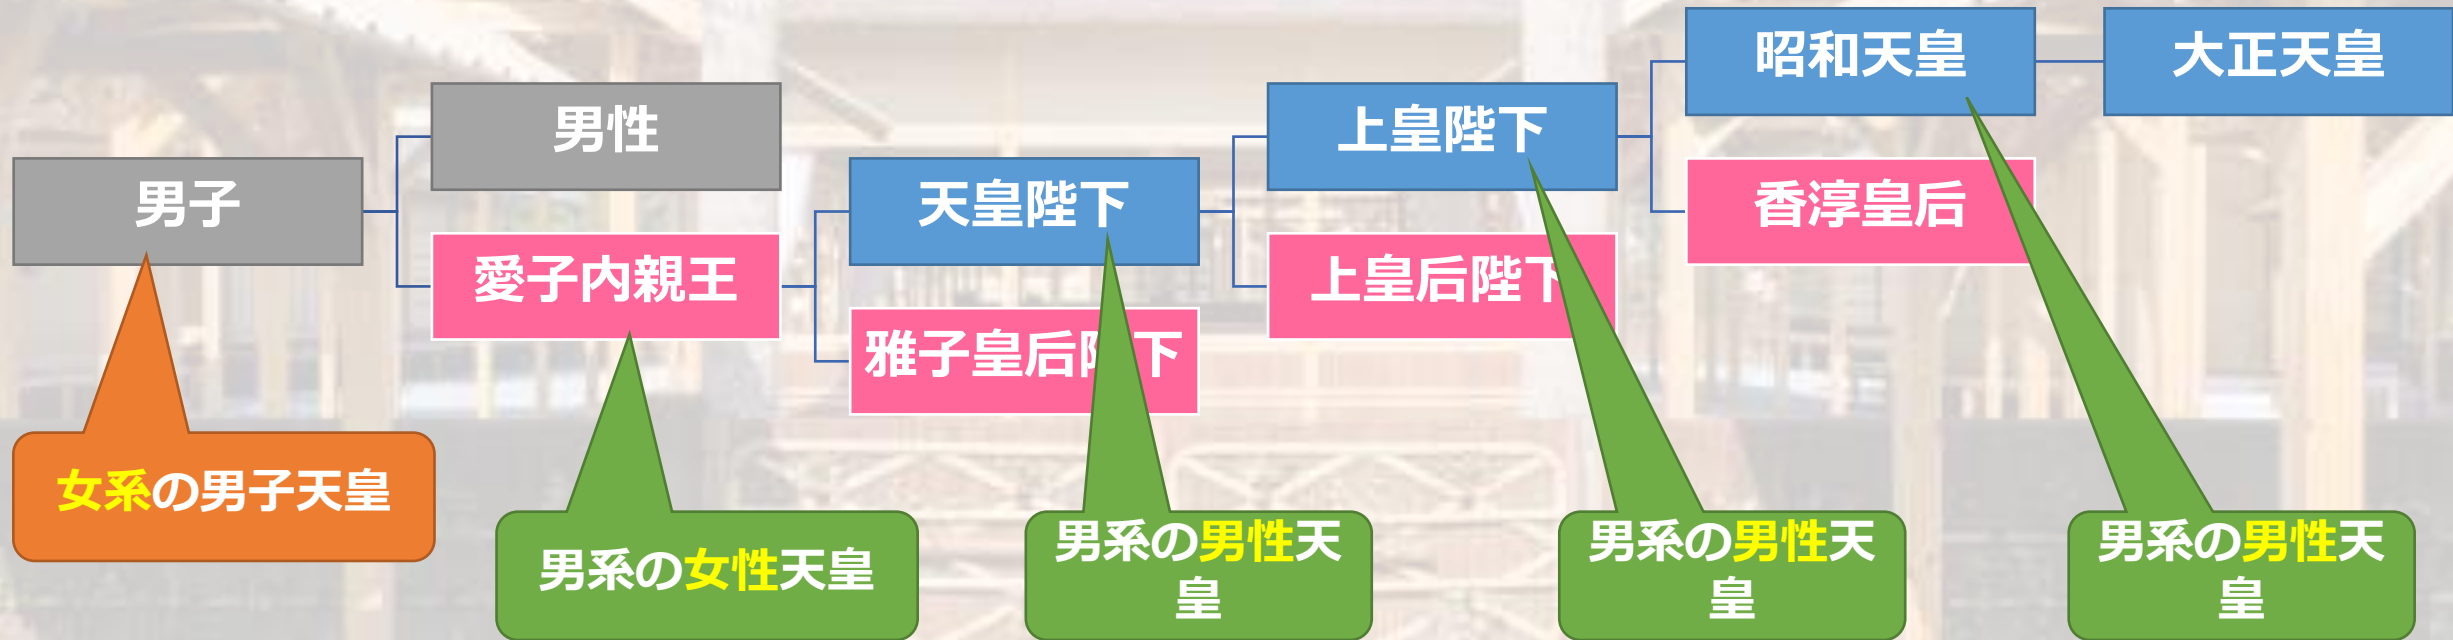 昭和天皇
大正天皇
男性
上皇陛下
男子
天皇陛下
香淳皇后
愛子内親王
上皇后陛下
雅子皇后陛下
女系の男子天皇
男系の女性天皇
男系の男性天
皇
男系の男性天
皇
男系の男性天
皇